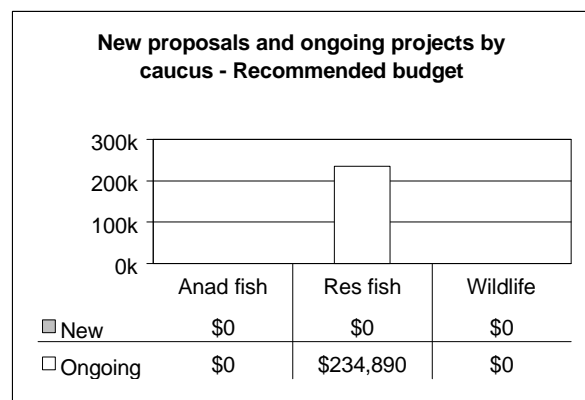 New proposals and ongoing projects by
caucus - Recommended budget
300k
200k
100k
0k
Anad fish Res fish Wildlife
New $0 $0 $0
Ongoing $0 $234,890 $0